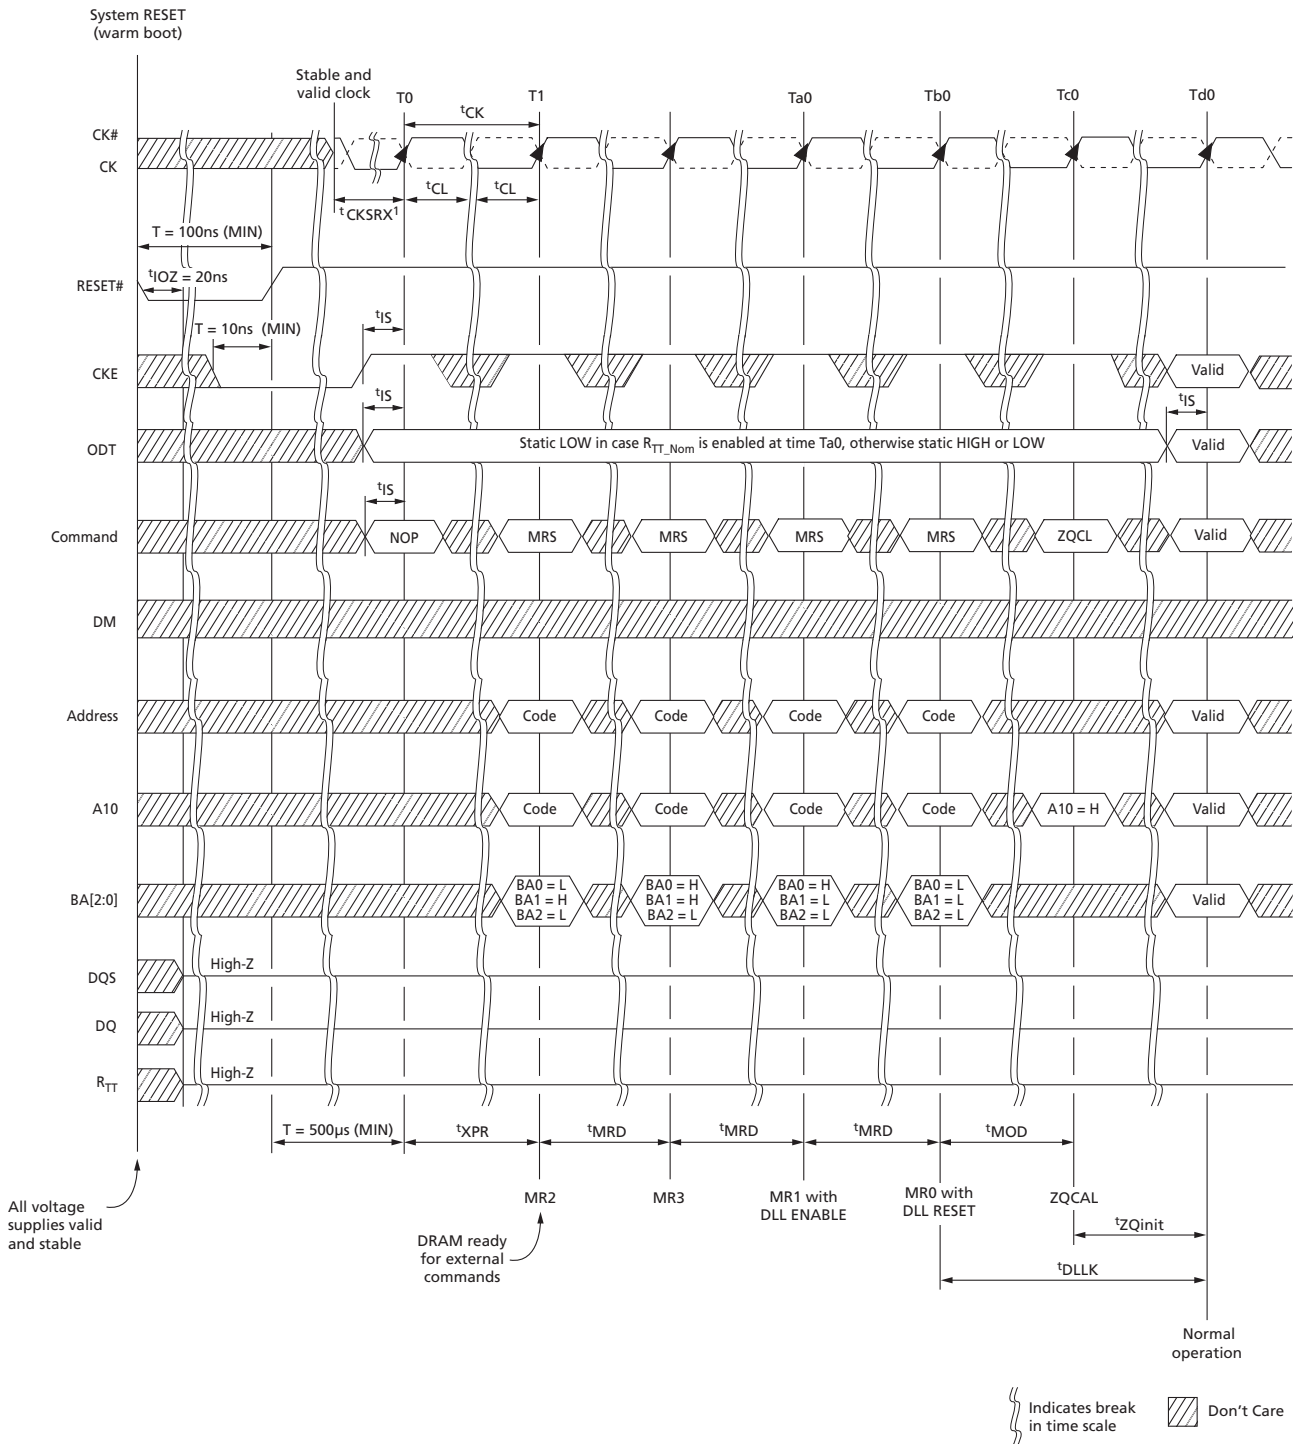 System RESET
(warm boot)
Stable and
valid clock
T0
T1
Ta0
Tb0
Tc0
Td0
tCK
CK#
CK
tCKSRX1
tCL
tCL
T = 100ns (MIN)
tIOZ = 20ns
RESET#
T = 10ns (MIN)
tIS
CKE
Valid
tIS
tIS
ODT
Static LOW in case RTT_Nom is enabled at time Ta0, otherwise static HIGH or LOW
Valid
tIS
Command
NOP
MRS
MRS
MRS
MRS
ZQCL
Valid
DM
Address
Code
Code
Code
Code
Valid
A10
Code
Code
Code
Code
A10 = H
Valid
BA[2:0]
BA0 = L
BA1 = H
BA2 = L
BA0 = H
BA1 = H
BA2 = L
BA0 = H
BA1 = L
BA2 = L
BA0 = L
BA1 = L
BA2 = L
Valid
DQS
High-Z
DQ
High-Z
RTT
High-Z
T = 500µs (MIN)
tXPR
tMRD
tMRD
tMRD
tMOD
All voltage
supplies valid
and stable
MR2
MR3
MR1 with
DLL ENABLE
MR0 with
DLL RESET
ZQCAL
DRAM ready
for external
commands
tZQinit
tDLLK
Normal
operation
Indicates break
in time scale
Don't Care